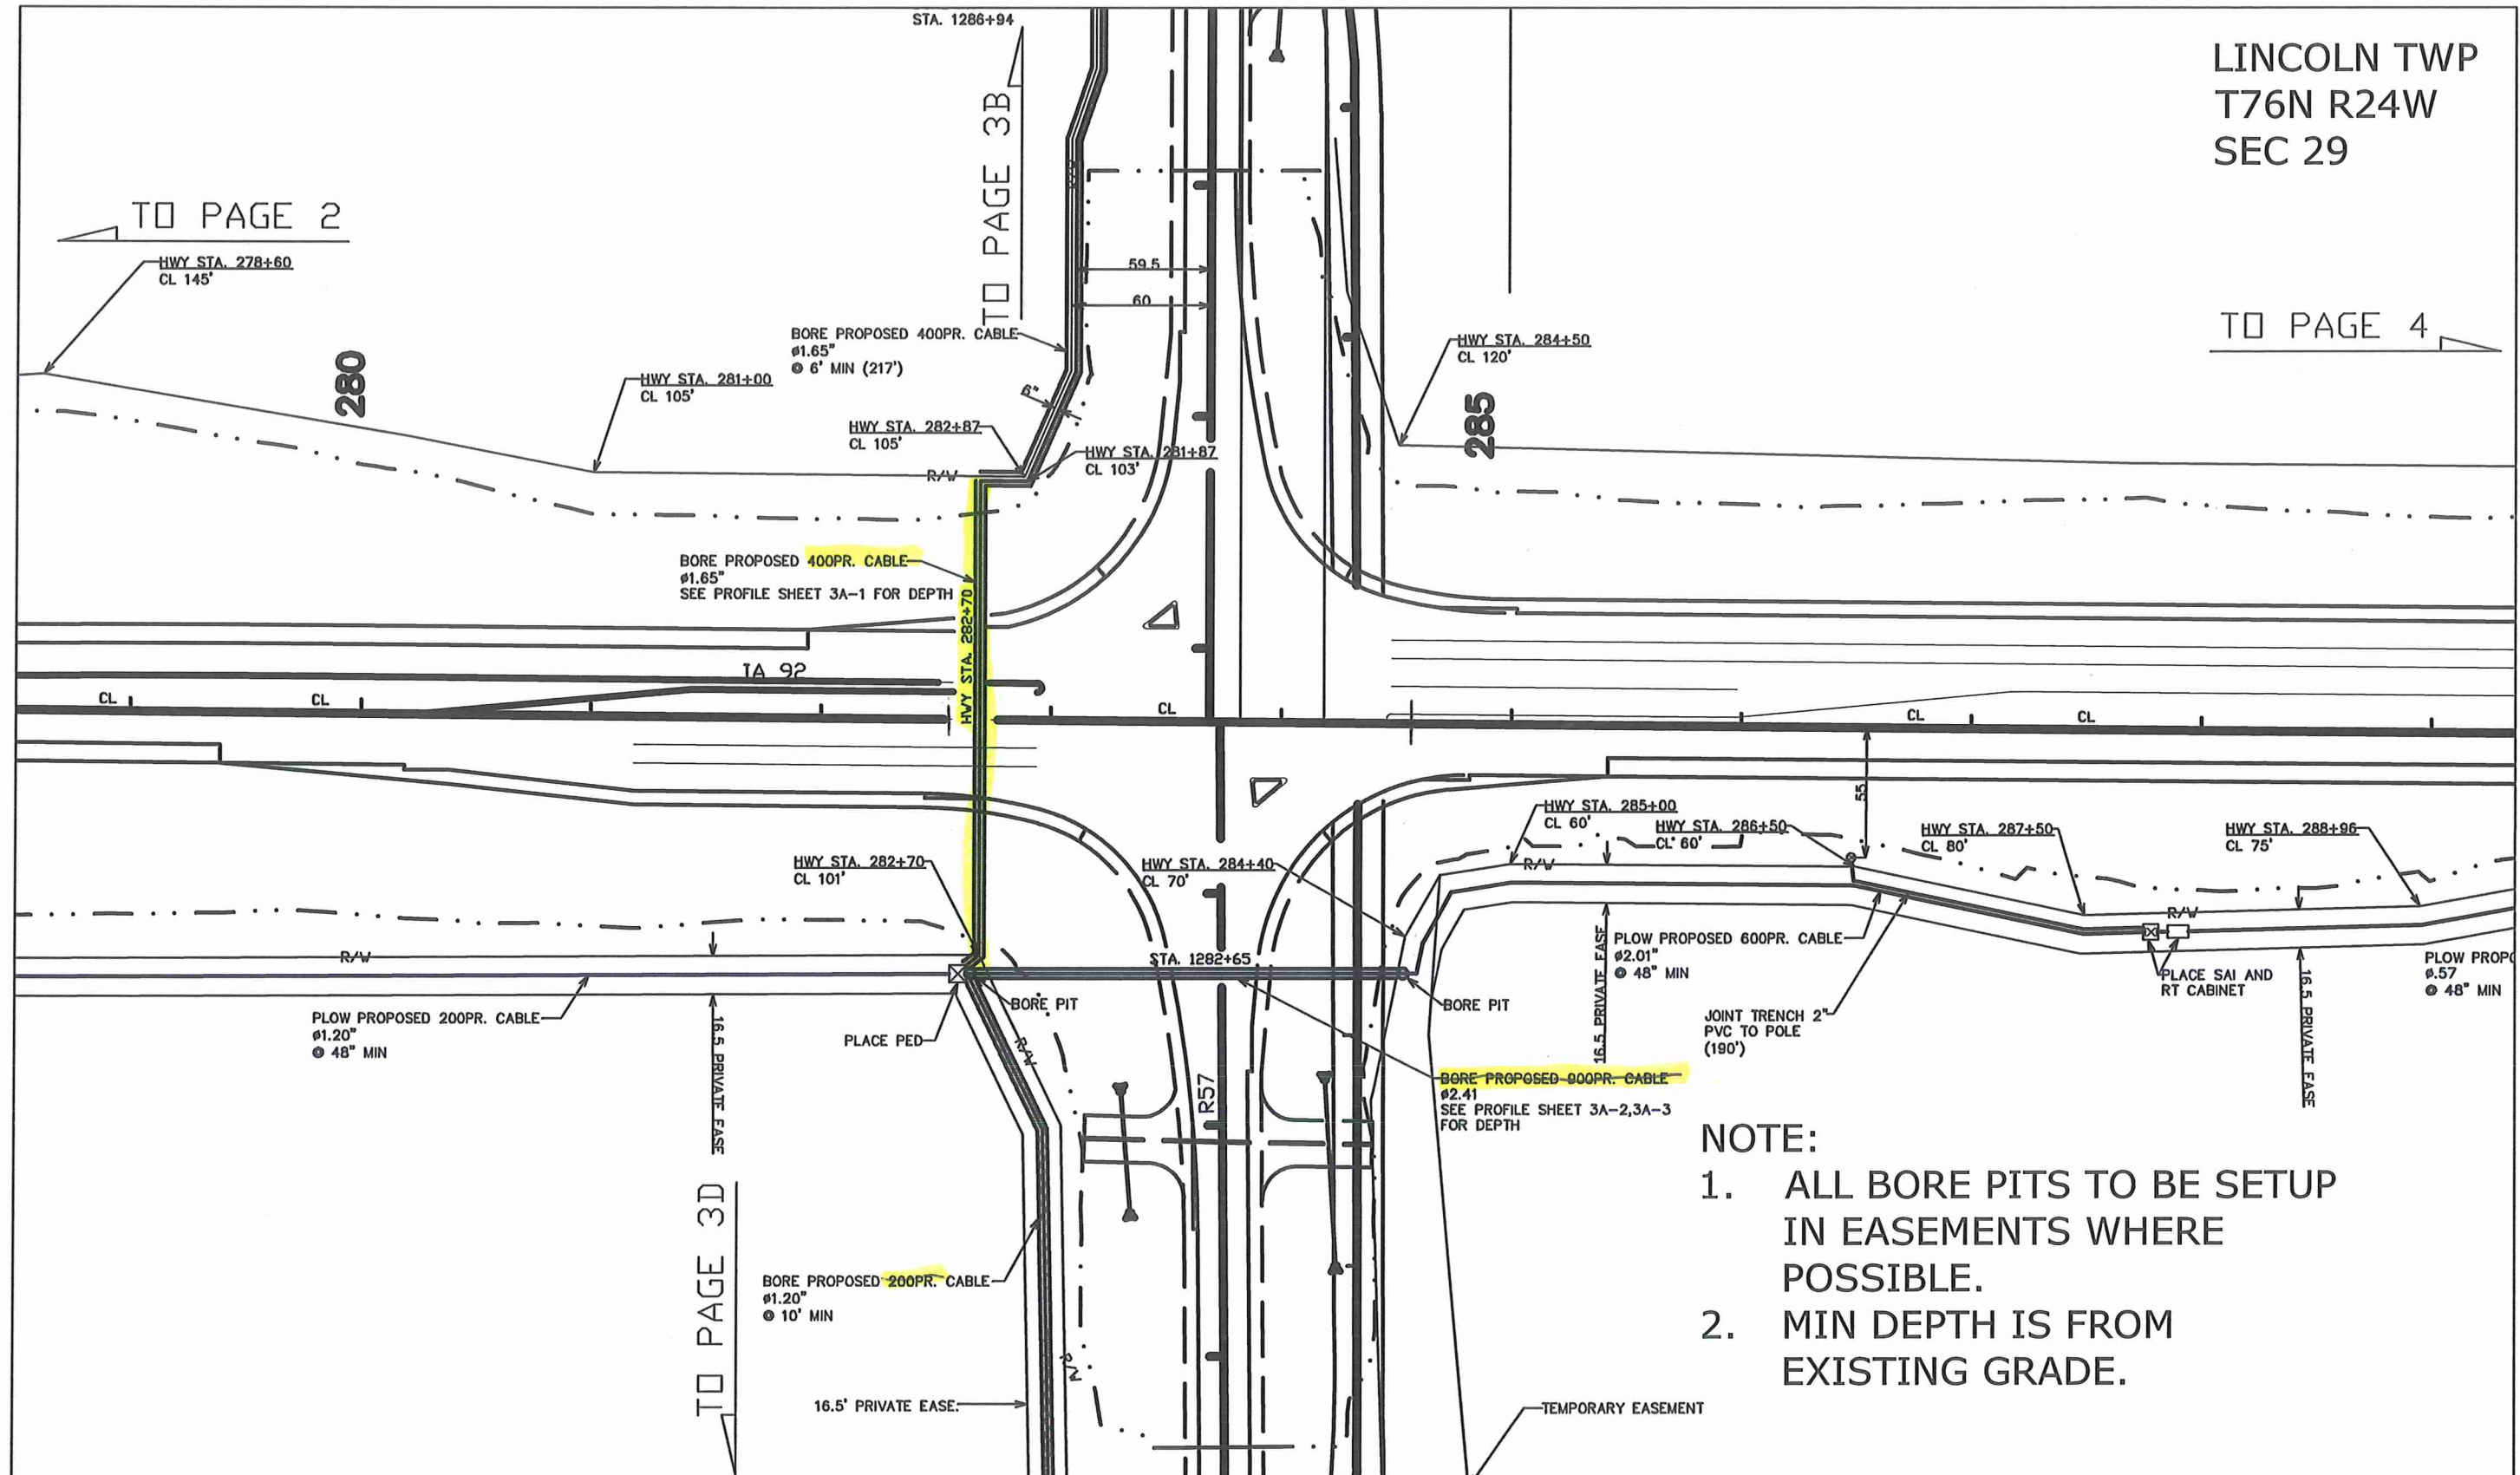 STA. 1286+94
LINCOLN TWP
T76N R24W
SEC 29
TO PAGE 3B
TO PAGE 2
HWY STA. 278+60
CL 145'
59.5
60
TO PAGE 4
BORE PROPOSED 400PR. CABLE
ø1.65"
@ 6' MIN (217')
HWY STA. 284+50
CL 120'
280
HWY STA. 281+00
CL 105'
6"
285
HWY STA. 282+87
CL 105'
HWY STA. 281+87
CL 103'
R/W
BORE PROPOSED 400PR. CABLE
ø1.65"
SEE PROFILE SHEET 3A-1 FOR DEPTH
HWY STA. 282+70
IA 92
CL
CL
CL
CL
CL
55
HWY STA. 285+00
CL 60'
HWY STA. 286+50
CL 60'
HWY STA. 287+50
CL 80'
HWY STA. 288+96
CL 75'
HWY STA. 282+70
CL 101'
HWY STA. 284+40
CL 70'
R/W
R/W
R/W
STA. 1282+65
PLOW PROPOSED 600PR. CABLE
ø2.01"
@ 48" MIN
16.5 PRIVATE EASE
PLACE SAI AND
RT CABINET
PLOW PROPO
ø.57
@ 48" MIN
16.5 PRIVATE EASE
BORE PIT
BORE PIT
PLOW PROPOSED 200PR. CABLE
ø1.20"
@ 48" MIN
16.5 PRIVATE EASE
PLACE PED
R/W
JOINT TRENCH 2"
PVC TO POLE
(190')
BORE PROPOSED 900PR. CABLE
ø2.41
SEE PROFILE SHEET 3A-2,3A-3
FOR DEPTH
R57
NOTE:
1. ALL BORE PITS TO BE SETUP
IN EASEMENTS WHERE
POSSIBLE.
2. MIN DEPTH IS FROM
EXISTING GRADE.
TO PAGE 3D
BORE PROPOSED 200PR. CABLE
ø1.20"
@ 10' MIN
R/W
16.5' PRIVATE EASE.
TEMPORARY EASEMENT